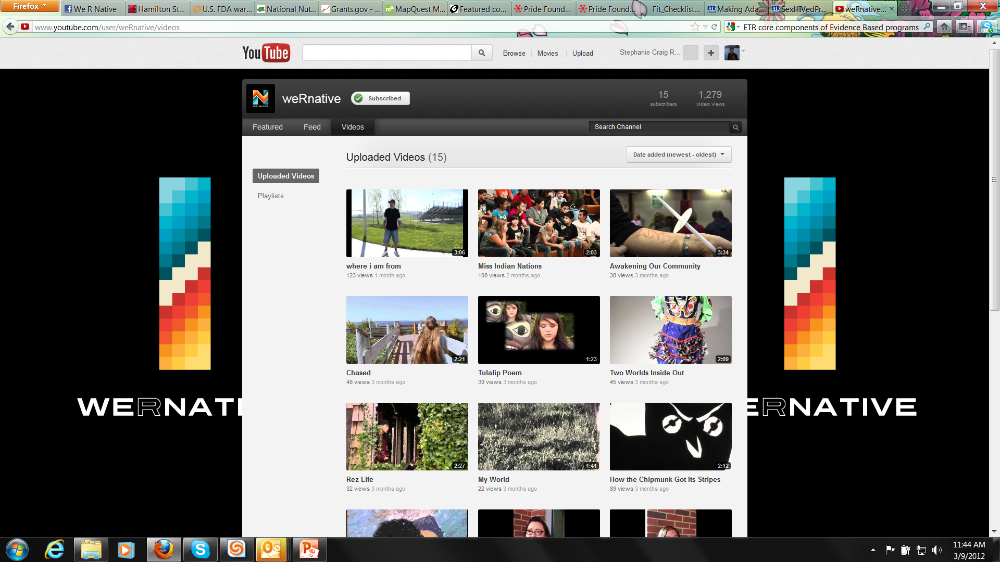 Firefox
We R Native
Hamilton St...
U.S. FDA war...
National Nut...
Grants.gov - ...
MapQuest M...
Featured co...
Pride Found...
Pride Found...
Fit_Checklist...
ETR Making Ada...
ETR SexHIVedPr...
weRnative...
www.youtube.com/user/weRnative/videos
ETR core components of Evidence Based programs
YouTube
Browse
Movies
Upload
Stephanie Craig R...
weRnative
Subscribed
15
subscribers
1,279
video views
Featured
Feed
Videos
Search Channel
Uploaded Videos (15)
Date added (newest - oldest)
Uploaded Videos
Playlists
3:06
2:03
3:34
where i am from
123 views 1 month ago
Miss Indian Nations
108 views 2 months ago
Awakening Our Community
38 views 3 months ago
2:21
1:23
2:09
Chased
48 views 3 months ago
Tulalip Poem
30 views 3 months ago
Two Worlds Inside Out
45 views 3 months ago
WERNATI
ERNATIVE
2:27
1:41
2:12
Rez Life
32 views 3 months ago
My World
22 views 3 months ago
How the Chipmunk Got Its Stripes
89 views 3 months ago
11:44 AM
3/9/2012